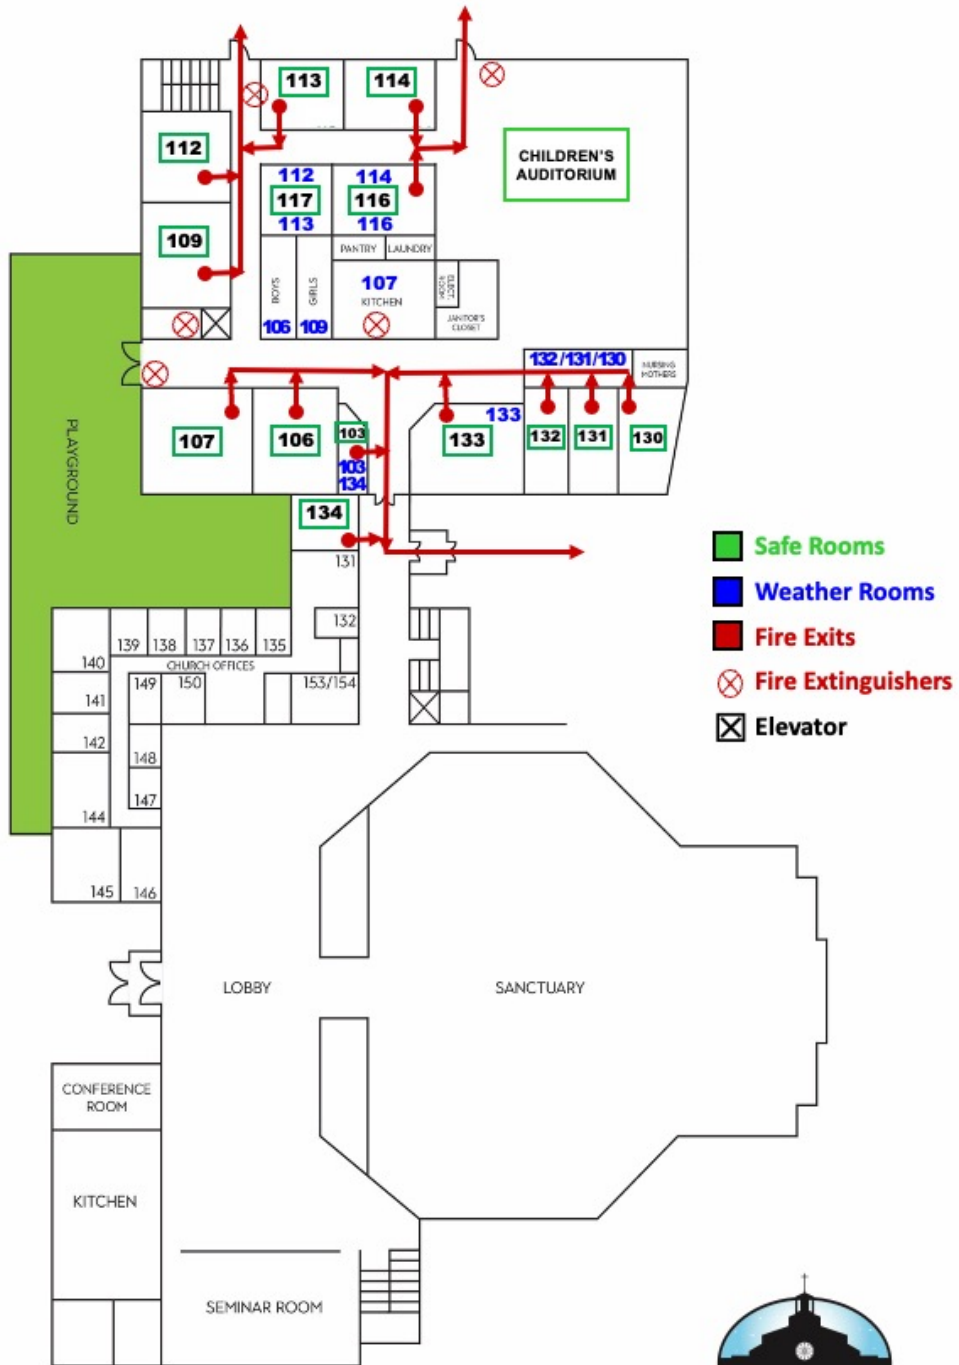 113
114
112
CHILDREN'S
AUDITORIUM
112
117
113
114
116
116
109
PANTRY
LAUNDRY
BOYS
GIRLS
107
KITCHEN
ELECT.
ROOM
JANITOR'S
CLOSET
106
109
132/131/130
NURSING
MOTHERS
107
106
103
103
134
133
133
132
131
130
PLAYGROUND
134
131
Safe Rooms
Weather Rooms
Fire Exits
Fire Extinguishers
Elevator
132
139
138
137
136
135
140
CHURCH OFFICES
149
150
153/154
141
142
148
147
144
145
146
LOBBY
SANCTUARY
CONFERENCE
ROOM
KITCHEN
SEMINAR ROOM